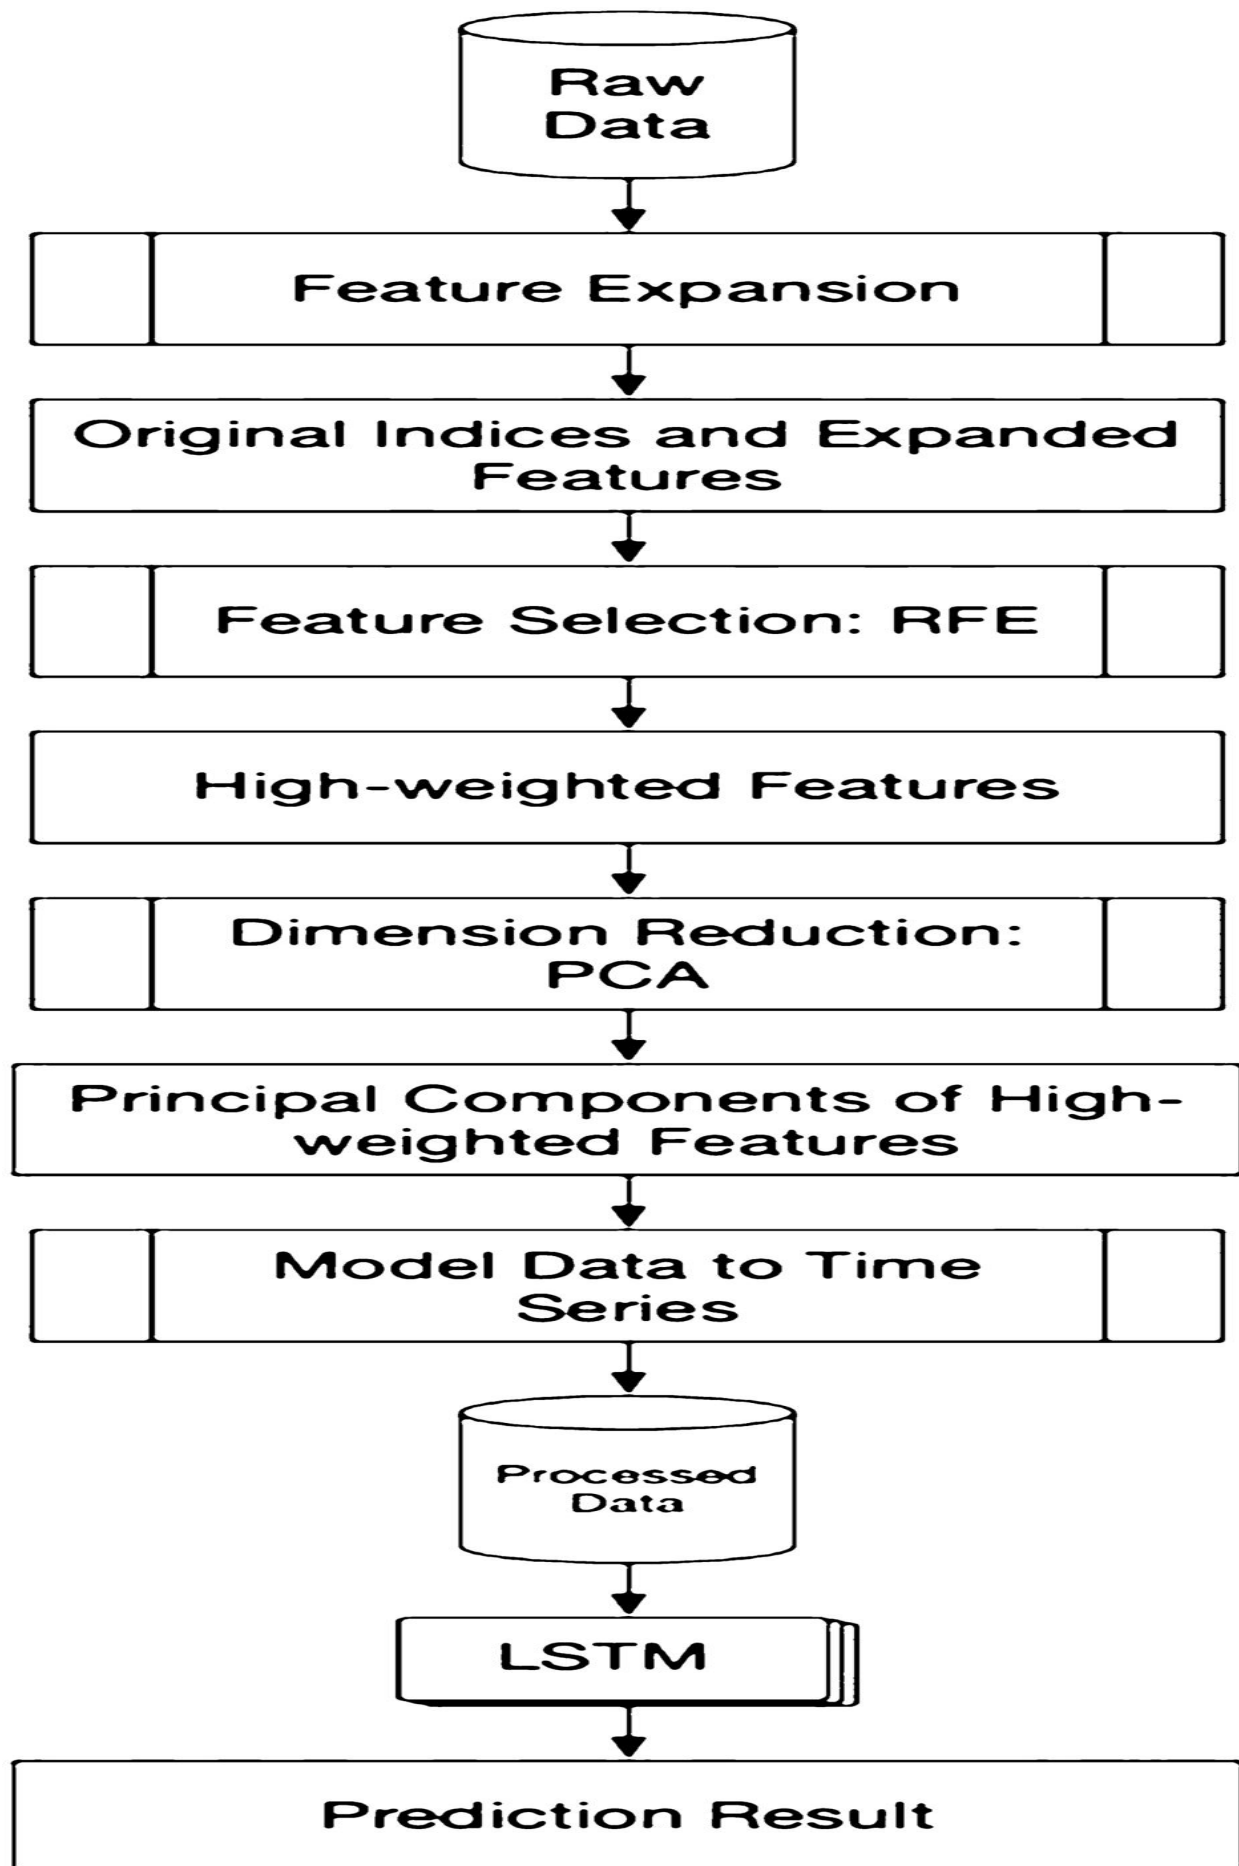 Raw
Data
Feature Expansion
Original Indices and Expanded
Features
Feature Selection: RFE
High-weighted Features
Dimension Reduction:
PCA
Principal Components of High-
weighted Features
Model Data to Time
Series
Processed
Data
LSTM
Prediction Result